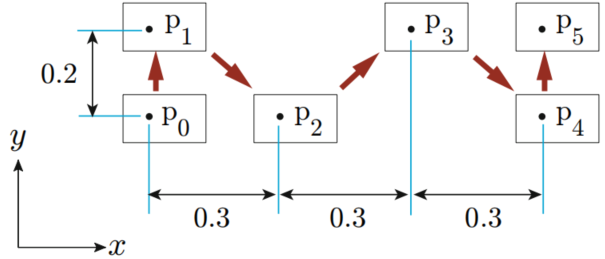 p₁ p₃ p₅
0.2
p₀ p₂ p₄
y
0.3 0.3 0.3
x